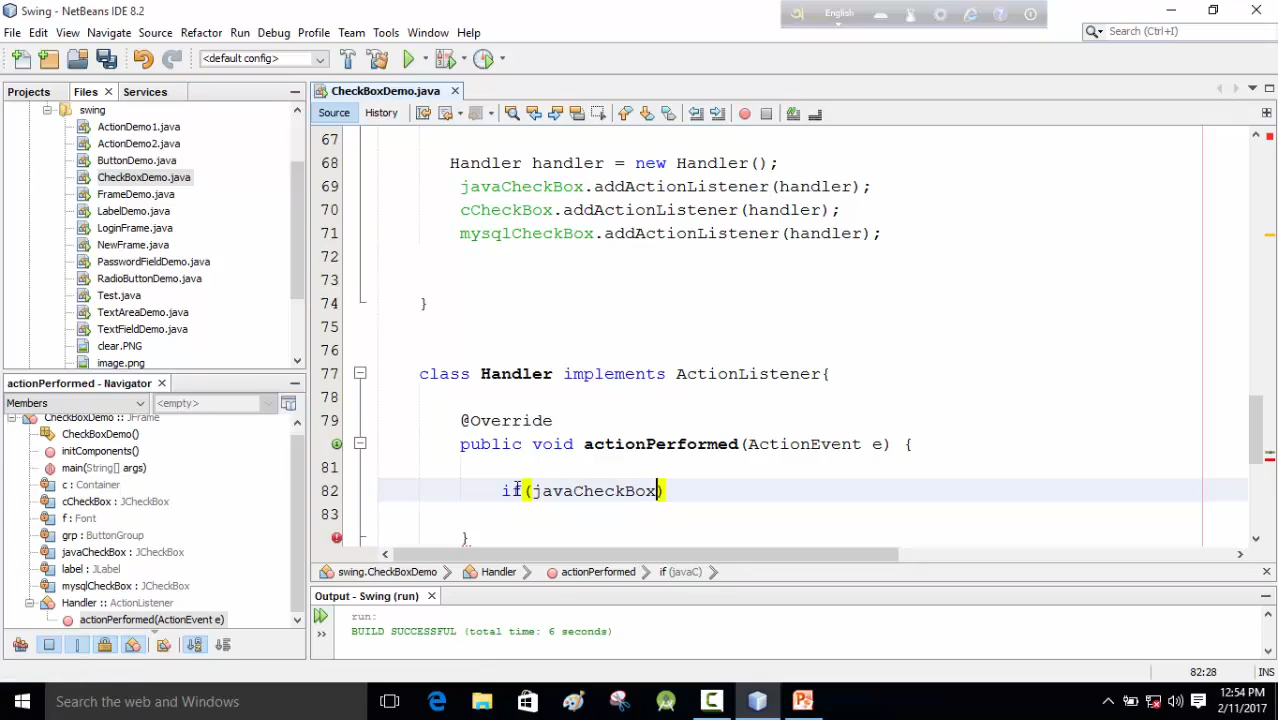 Swing - NetBeans IDE 8.2
English
File Edit View Navigate Source Refactor Run Debug Profile Team Tools Window Help
Search (Ctrl+I)
<default config>
Projects Files Services
CheckBoxDemo.java
swing
ActionDemo1.java
ActionDemo2.java
ButtonDemo.java
CheckBoxDemo.java
FrameDemo.java
LabelDemo.java
LoginFrame.java
NewFrame.java
PasswordFieldDemo.java
RadioButtonDemo.java
Test.java
TextAreaDemo.java
TextFieldDemo.java
clear.PNG
image.png
Source History
67
68 Handler handler = new Handler();
69 javaCheckBox.addActionListener(handler);
70 cCheckBox.addActionListener(handler);
71 mysqlCheckBox.addActionListener(handler);
72
73
74 }
75
76
77 class Handler implements ActionListener{
78
79 @Override
public void actionPerformed(ActionEvent e) {
81
82 if(javaCheckBox)
83
}
actionPerformed - Navigator
Members <empty>
CheckBoxDemo :: JFrame
CheckBoxDemo()
initComponents()
main(String[] args)
c : Container
cCheckBox : JCheckBox
f : Font
grp : ButtonGroup
javaCheckBox : JCheckBox
label : JLabel
mysqlCheckBox : JCheckBox
Handler :: ActionListener
actionPerformed(ActionEvent e)
swing.CheckBoxDemo Handler actionPerformed if (javaC)
Output - Swing (run)
run:
BUILD SUCCESSFUL (total time: 6 seconds)
82:28 INS
Search the web and Windows
12:54 PM
2/11/2017